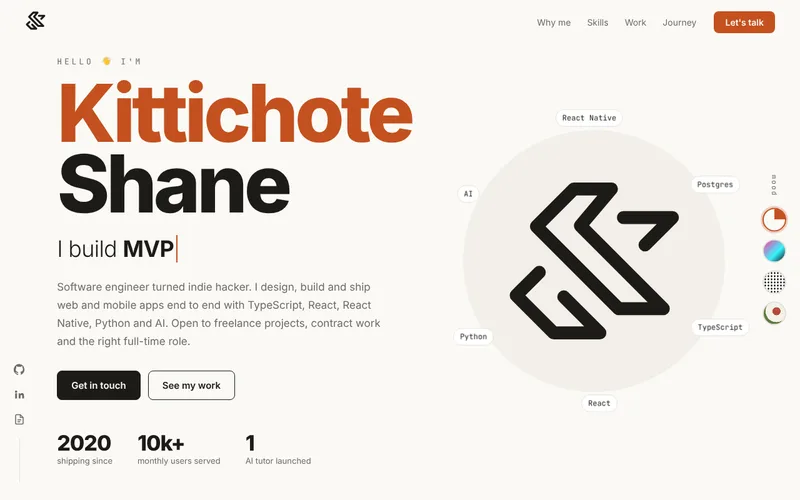 Why me
Skills
Work
Journey
Let's talk
HELLO 👋 I'M
Kittichote
Shane
I build MVP
Software engineer turned indie hacker. I design, build and ship
web and mobile apps end to end with TypeScript, React, React
Native, Python and AI. Open to freelance projects, contract work
and the right full-time role.
Get in touch
See my work
2020
shipping since
10k+
monthly users served
1
AI tutor launched
React Native
AI
Postgres
Python
TypeScript
React
mood
in